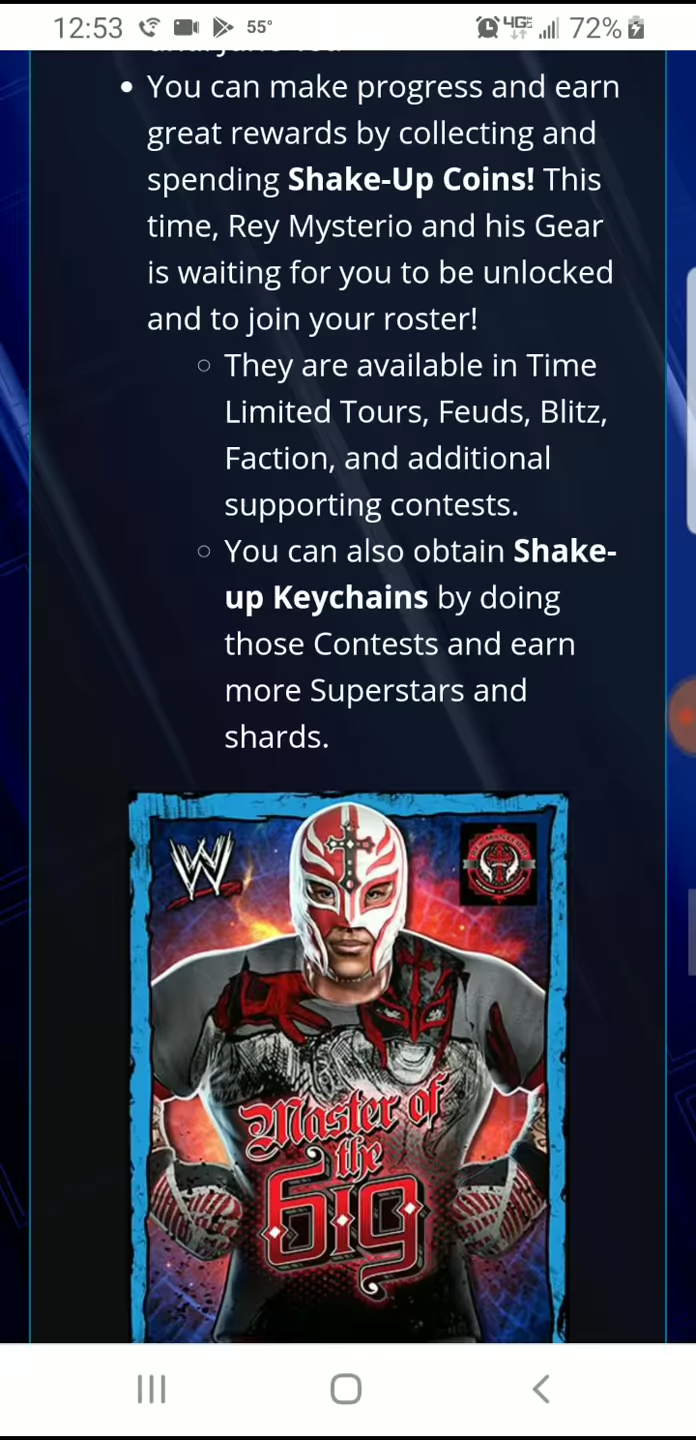 12:53 55° 4GE 72%
You can make progress and earn
great rewards by collecting and
spending Shake-Up Coins! This
time, Rey Mysterio and his Gear
is waiting for you to be unlocked
and to join your roster!
They are available in Time
Limited Tours, Feuds, Blitz,
Faction, and additional
supporting contests.
You can also obtain Shake-
up Keychains by doing
those Contests and earn
more Superstars and
shards.
W
Master of
the
619